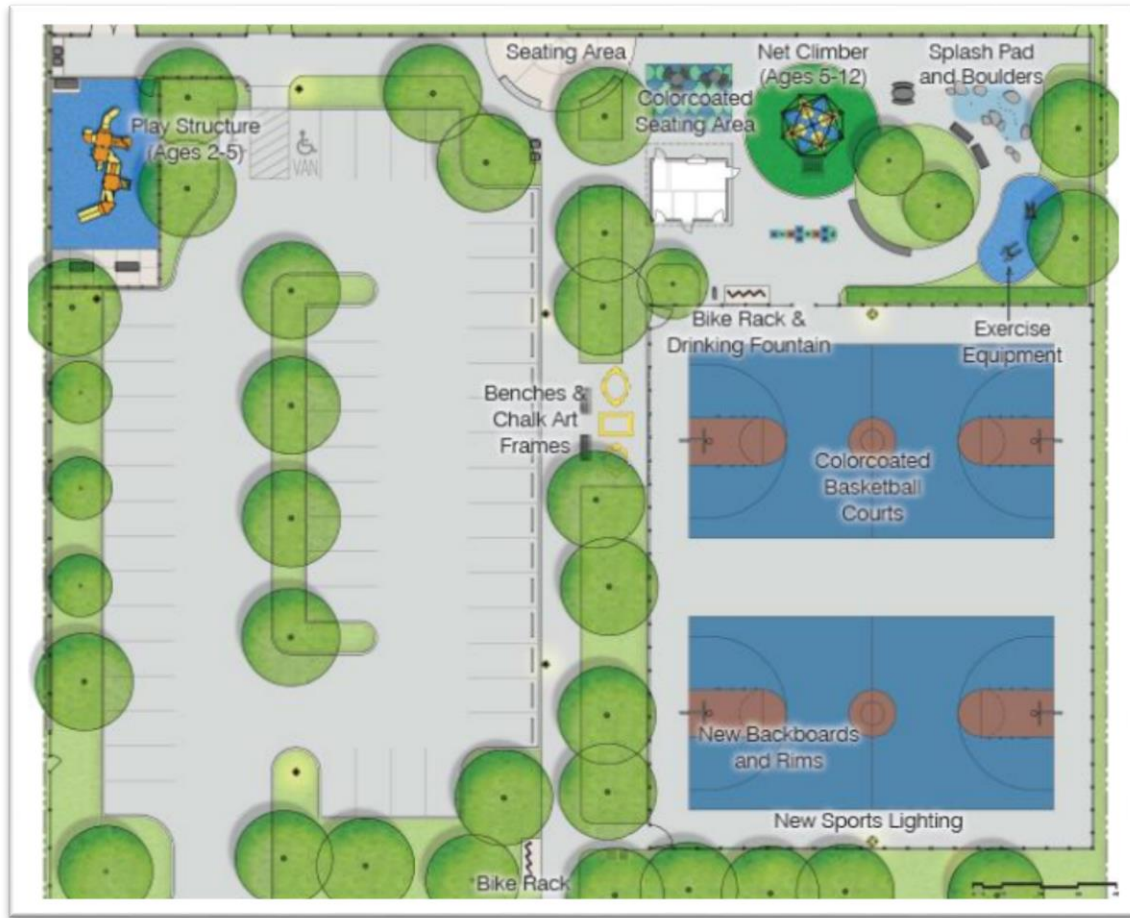 Seating Area
Net Climber
(Ages 5-12)
Splash Pad
and Boulders
Colorcoated
Seating Area
Play Structure
(Ages 2-5)
VAN
Bike Rack &
Drinking Fountain
Exercise
Equipment
Benches &
Chalk Art
Frames
Colorcoated
Basketball
Courts
New Backboards
and Rims
New Sports Lighting
Bike Rack